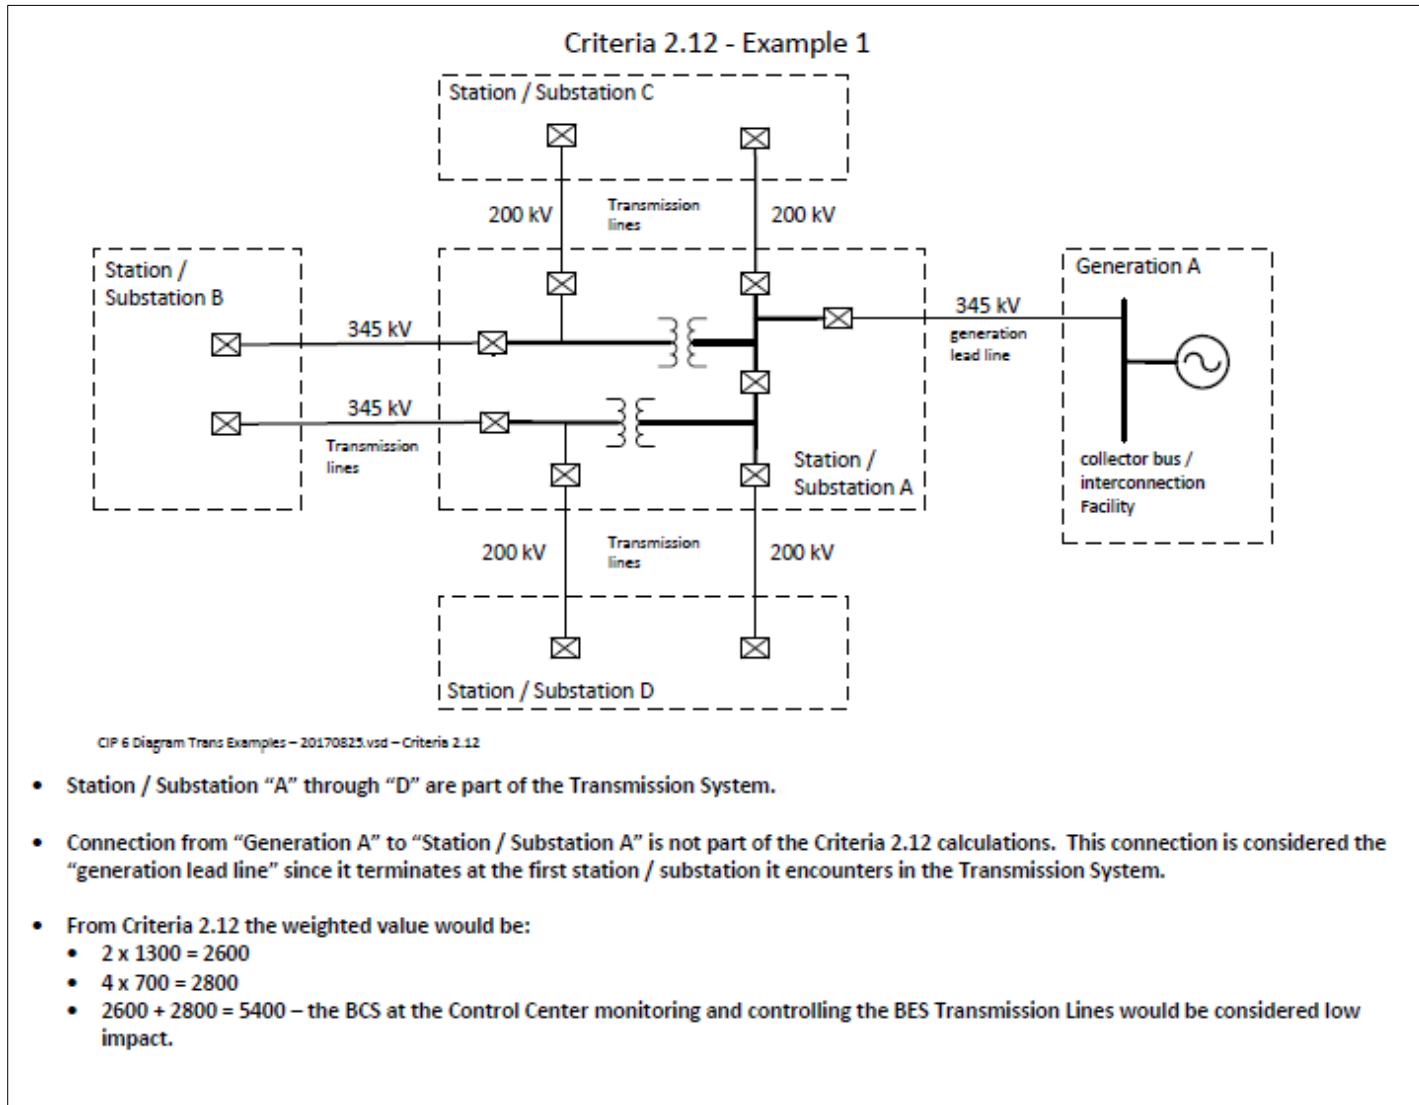 Criteria 2.12 - Example 1
Station / Substation C
200 kV
Transmission
lines
200 kV
Station /
Substation B
345 kV
345 kV
Transmission
lines
Station /
Substation A
345 kV
generation
lead line
Generation A
collector bus /
interconnection
Facility
200 kV
Transmission
lines
200 kV
Station / Substation D
CIP 6 Diagram Trans Examples – 20170825.vsd – Criteria 2.12
• Station / Substation “A” through “D” are part of the Transmission System.
• Connection from “Generation A” to “Station / Substation A” is not part of the Criteria 2.12 calculations. This connection is considered the
“generation lead line” since it terminates at the first station / substation it encounters in the Transmission System.
• From Criteria 2.12 the weighted value would be:
• 2 x 1300 = 2600
• 4 x 700 = 2800
• 2600 + 2800 = 5400 – the BCS at the Control Center monitoring and controlling the BES Transmission Lines would be considered low
impact.